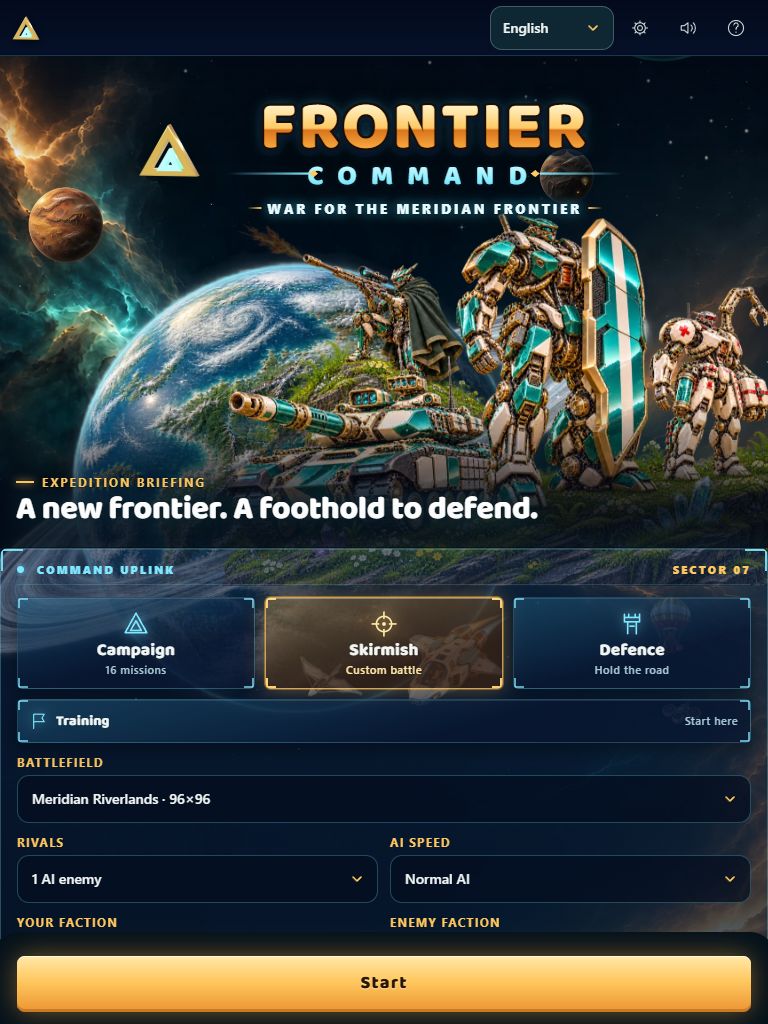 English
FRONTIER
COMMAND
WAR FOR THE MERIDIAN FRONTIER
EXPEDITION BRIEFING
A new frontier. A foothold to defend.
COMMAND UPLINK
SECTOR 07
Campaign
16 missions
Skirmish
Custom battle
Defence
Hold the road
Training
Start here
BATTLEFIELD
Meridian Riverlands · 96×96
RIVALS
AI SPEED
1 AI enemy
Normal AI
YOUR FACTION
ENEMY FACTION
Start